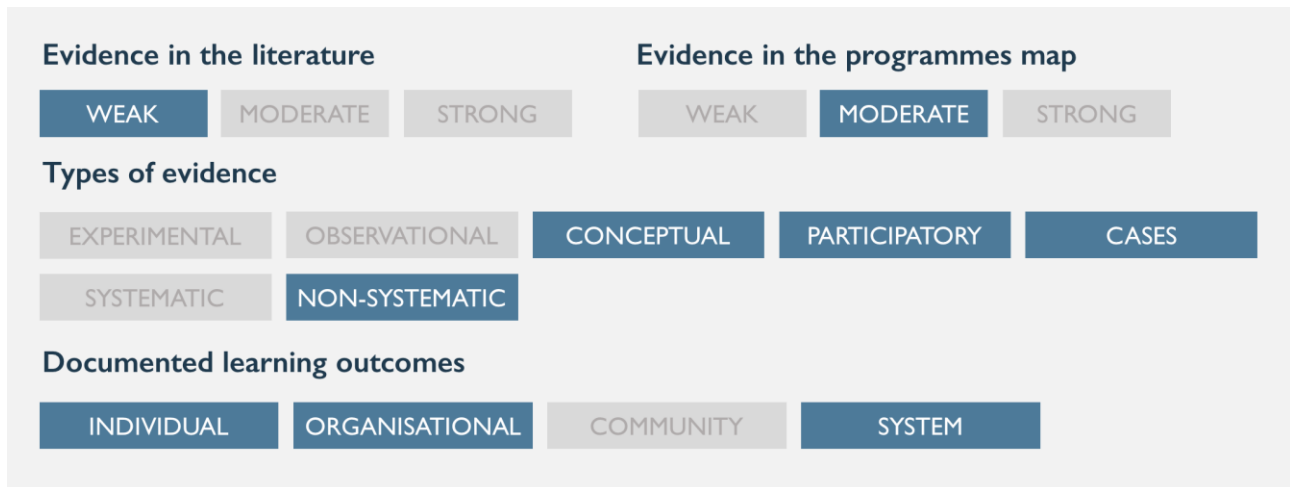 Evidence in the literature
Evidence in the programmes map
WEAK MODERATE STRONG
WEAK MODERATE STRONG
Types of evidence
EXPERIMENTAL OBSERVATIONAL CONCEPTUAL PARTICIPATORY CASES
SYSTEMATIC NON-SYSTEMATIC
Documented learning outcomes
INDIVIDUAL ORGANISATIONAL COMMUNITY SYSTEM